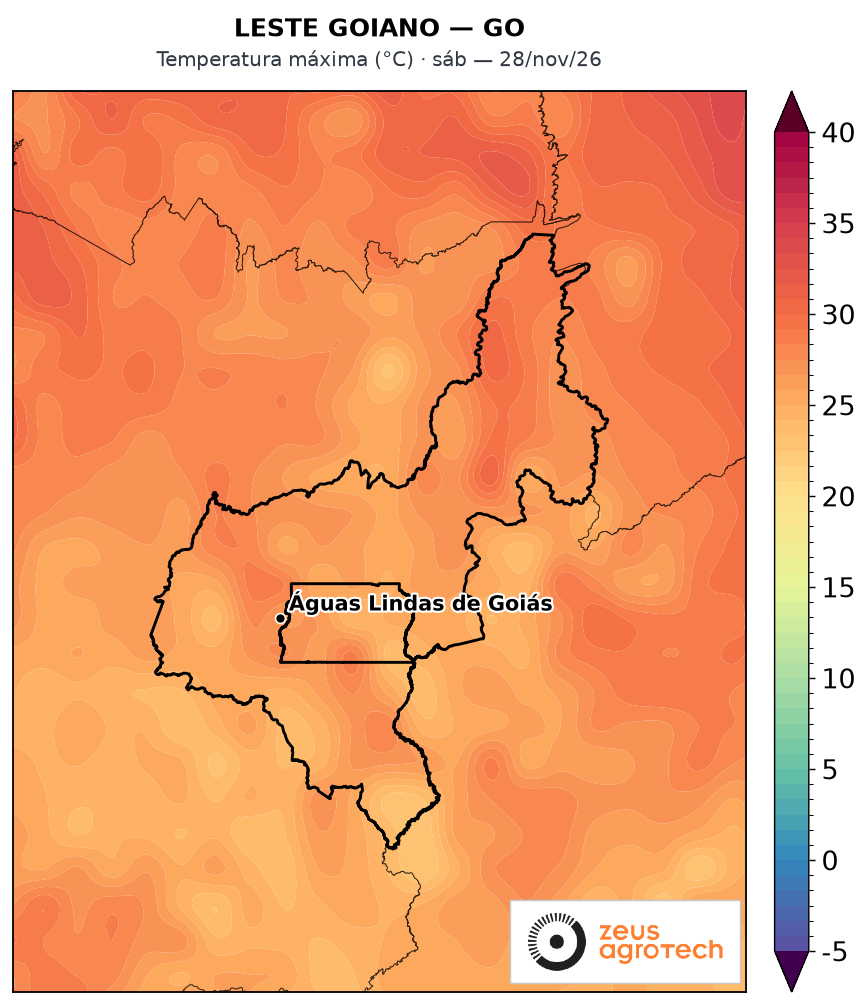 LESTE GOIANO — GO
Temperatura máxima (°C) · sáb — 28/nov/26
40
35
30
25
20
15
10
5
0
-5
Águas Lindas de Goiás
zeus
agrotech